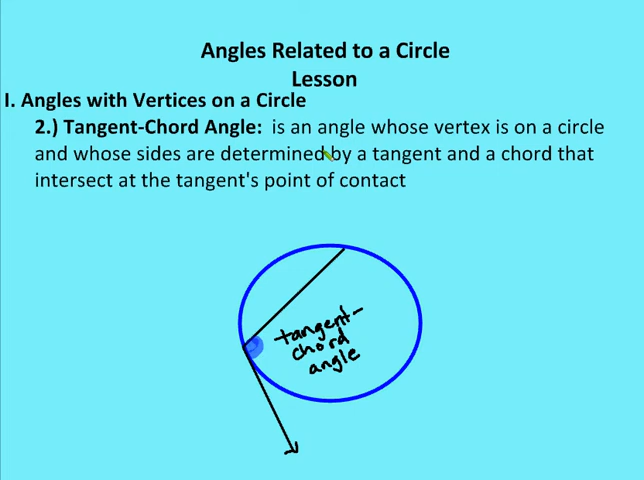 Angles Related to a Circle
Lesson
I. Angles with Vertices on a Circle
2.) Tangent-Chord Angle: is an angle whose vertex is on a circle
and whose sides are determined by a tangent and a chord that
intersect at the tangent's point of contact
tangent-
chord
angle